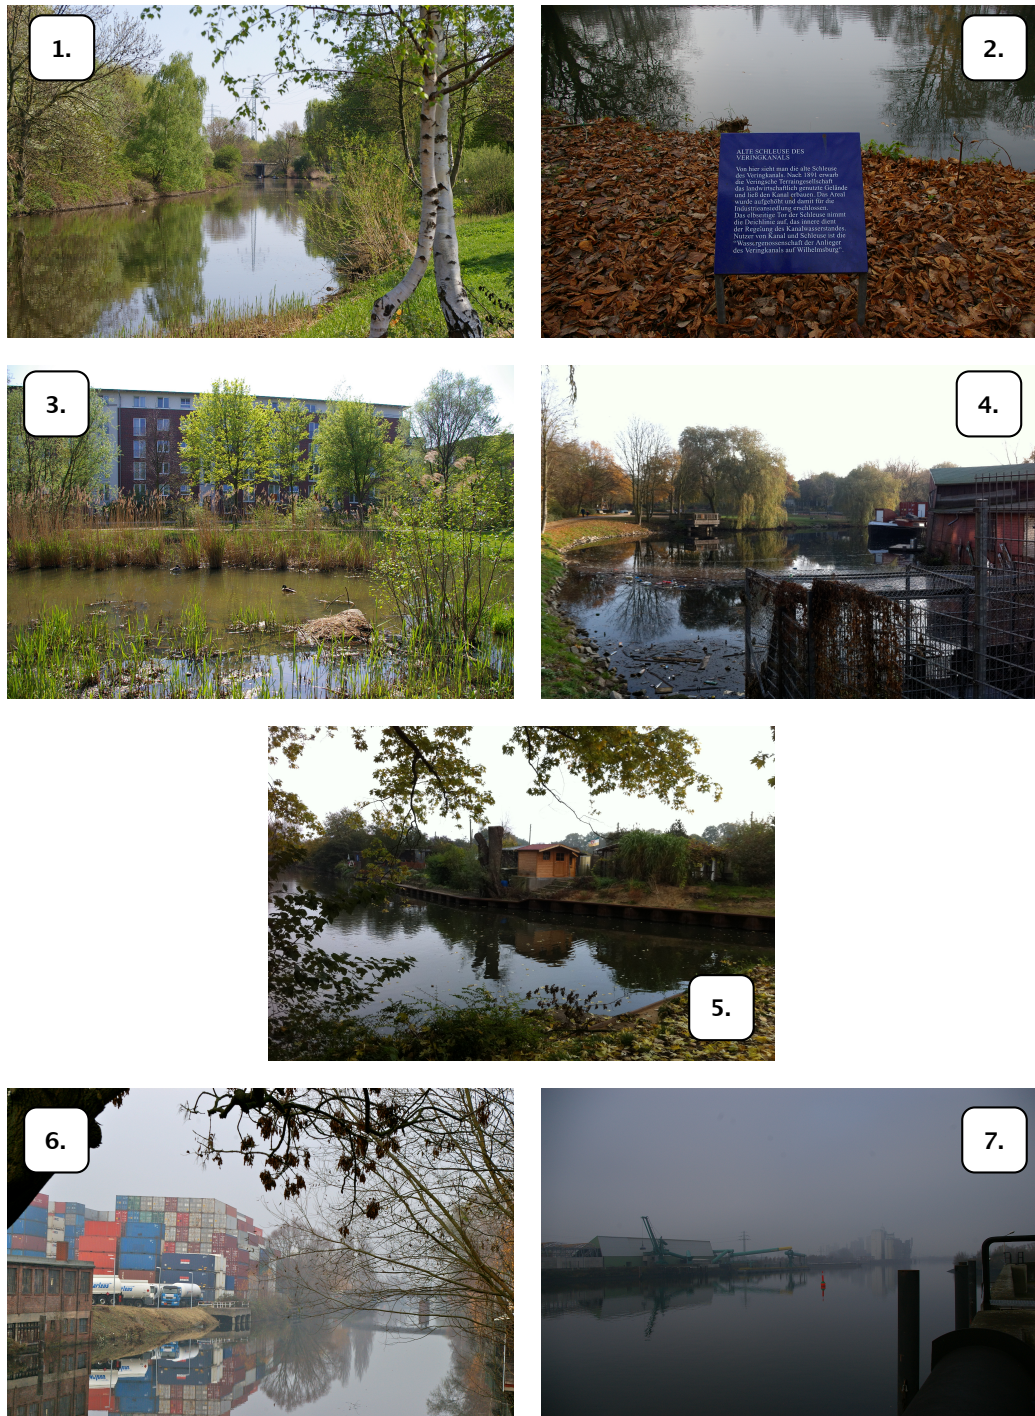 1.
2.
ALTE SCHLEUSE DES
VERINGKANALS
Von hier sieht man die alte Schleuse
des Veringkanals. Nach 1891 erwarb
die Veringsche Terraingesellschaft
das landwirtschaftlich genutzte Gelände
und ließ den Kanal erbauen. Das Areal
wurde aufgehöht und damit für die
Industrieansiedlung erschlossen.
Das elbseitige Tor der Schleuse nimmt
die Deichlinie auf, das innere dient
der Regelung des Kanalwasserstandes.
Nutzer von Kanal und Schleuse ist die
"Wassergenossenschaft der Anlieger
des Veringkanals auf Wilhelmsburg"
3.
4.
5.
6.
7.